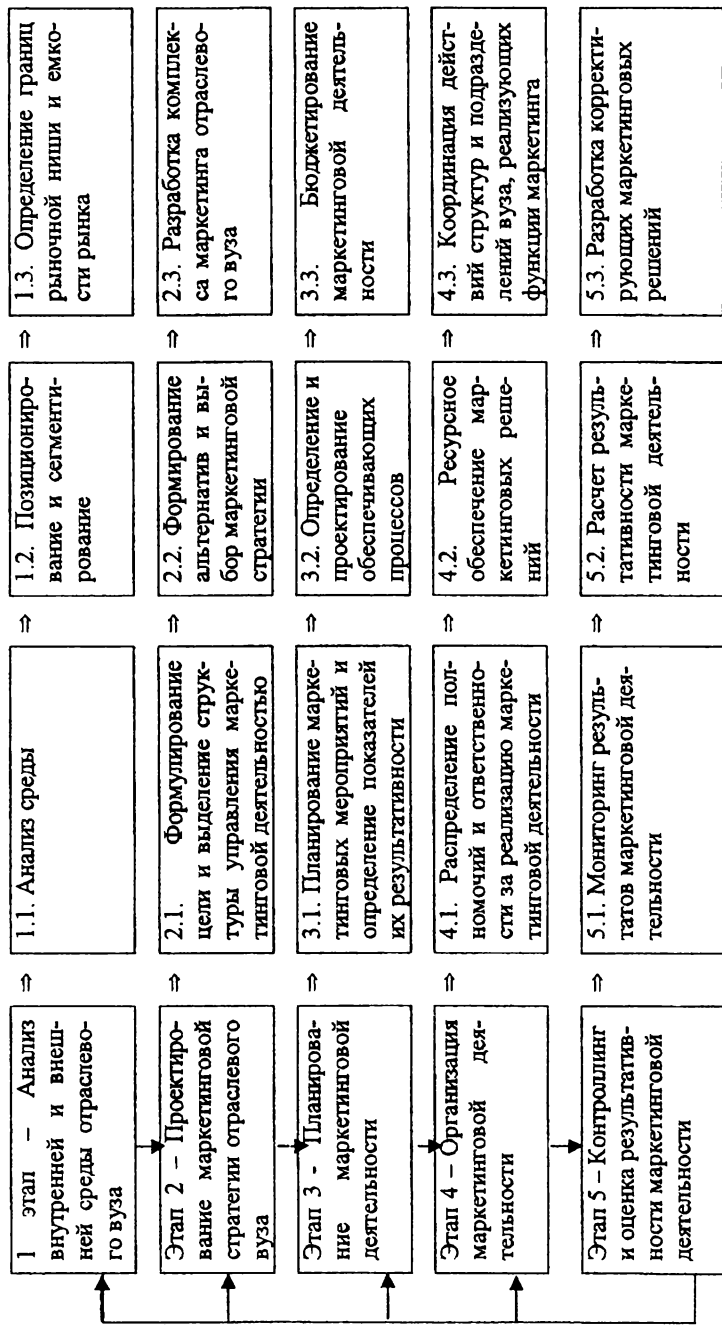 1 этап – Анализ
внутренней и внеш-
ней среды отраслево-
го вуза
⇒
1.1. Анализ среды
⇒
1.2. Позициониро-
вание и сегменти-
рование
⇒
1.3. Определение границ
рыночной ниши и емко-
сти рынка
Этап 2 – Проектиро-
вание маркетинговой
стратегии отраслевого
вуза
⇒
2.1. Формулирование
цели и выделение струк-
туры управления марке-
тинговой деятельностью
⇒
2.2. Формирование
альтернатив и вы-
бор маркетинговой
стратегии
⇒
2.3. Разработка комплек-
са маркетинга отраслево-
го вуза
Этап 3 - Планирова-
ние маркетинговой
деятельности
⇒
3.1. Планирование марке-
тинговых мероприятий и
определение показателей
их результативности
⇒
3.2. Определение и
проектирование
обеспечивающих
процессов
⇒
3.3. Бюджетирование
маркетинговой деятель-
ности
Этап 4 – Организация
маркетинговой дея-
тельности
⇒
4.1. Распределение пол-
номочий и ответственно-
сти за реализацию марке-
тинговой деятельности
⇒
4.2. Ресурсное
обеспечение мар-
кетинговых реше-
ний
⇒
4.3. Координация дейст-
вий структур и подразде-
лений вуза, реализующих
функции маркетинга
Этап 5 – Контроллинг
и оценка результатив-
ности маркетинговой
деятельности
⇒
5.1. Мониторинг резуль-
татов маркетинговой дея-
тельности
⇒
5.2. Расчет резуль-
тативности марке-
тинговой деятель-
ности
⇒
5.3. Разработка корректи-
рующих маркетинговых
решений